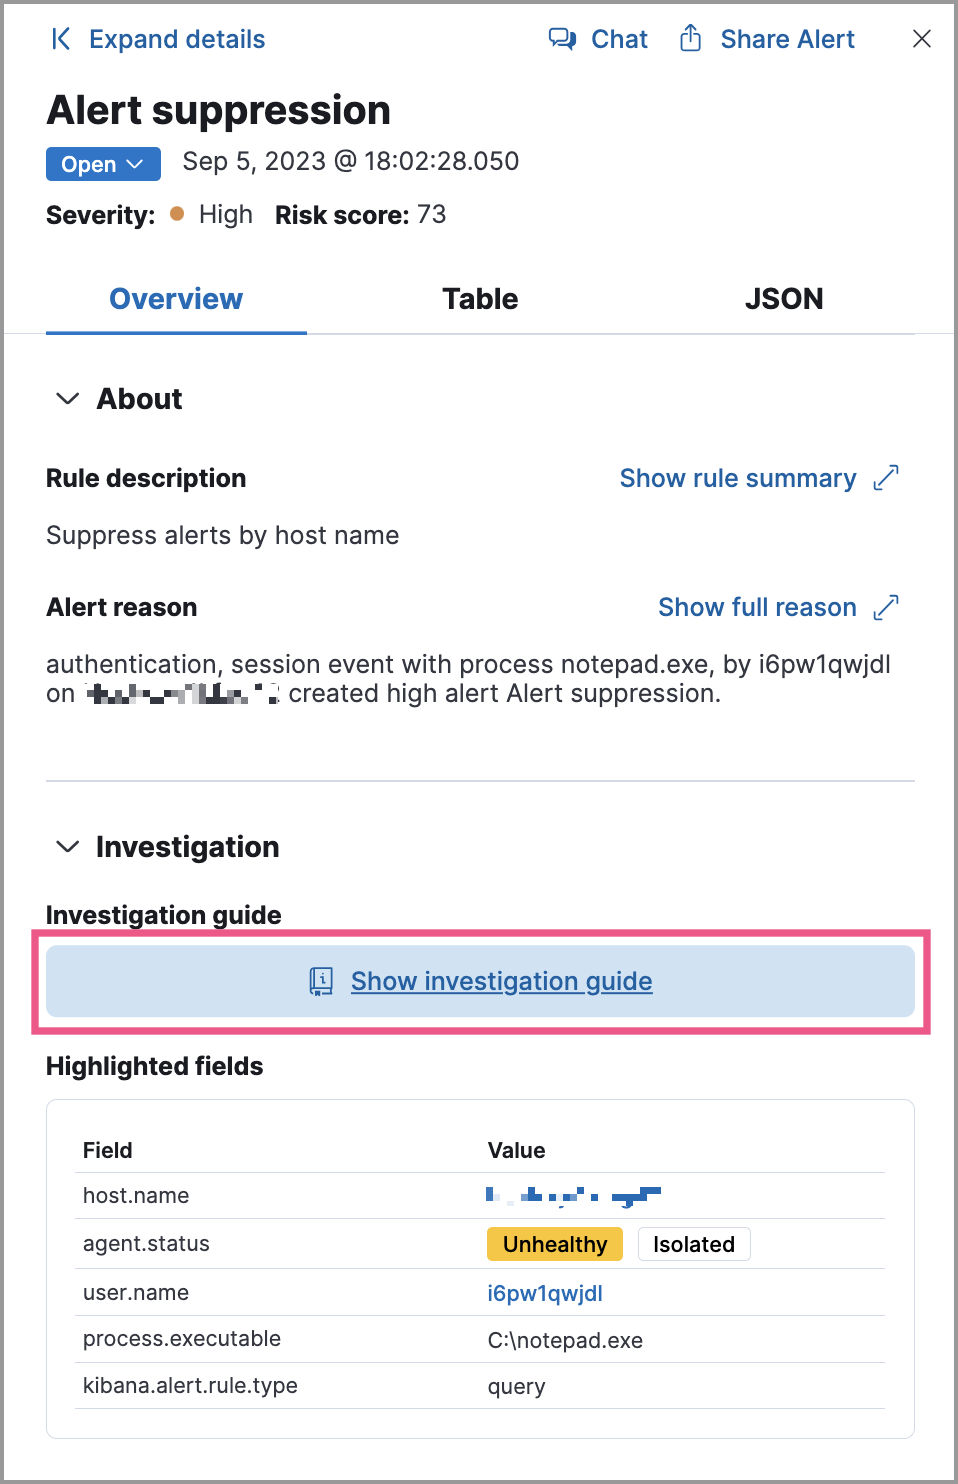 Expand details Chat Share Alert
Alert suppression
Open Sep 5, 2023 @ 18:02:28.050
Severity: High Risk score: 73
Overview Table JSON
About
Rule description Show rule summary
Suppress alerts by host name
Alert reason Show full reason
authentication, session event with process notepad.exe, by i6pw1qwjdl
on created high alert Alert suppression.
Investigation
Investigation guide
Show investigation guide
Highlighted fields
Field Value
host.name
agent.status Unhealthy Isolated
user.name i6pw1qwjdl
process.executable C:\notepad.exe
kibana.alert.rule.type query